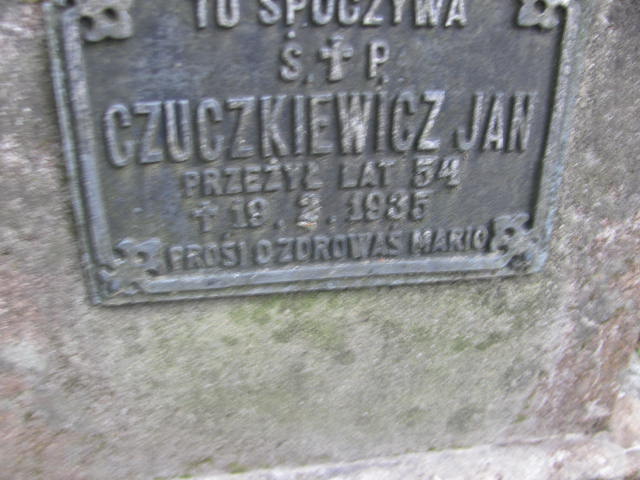 TU SPOCZYWA
Ś. ✝ P.
CZUCZKIEWICZ JAN
PRZEŻYŁ LAT 54
✝ 19. 2. 1935
PROSI O ZDROWAŚ MARIO